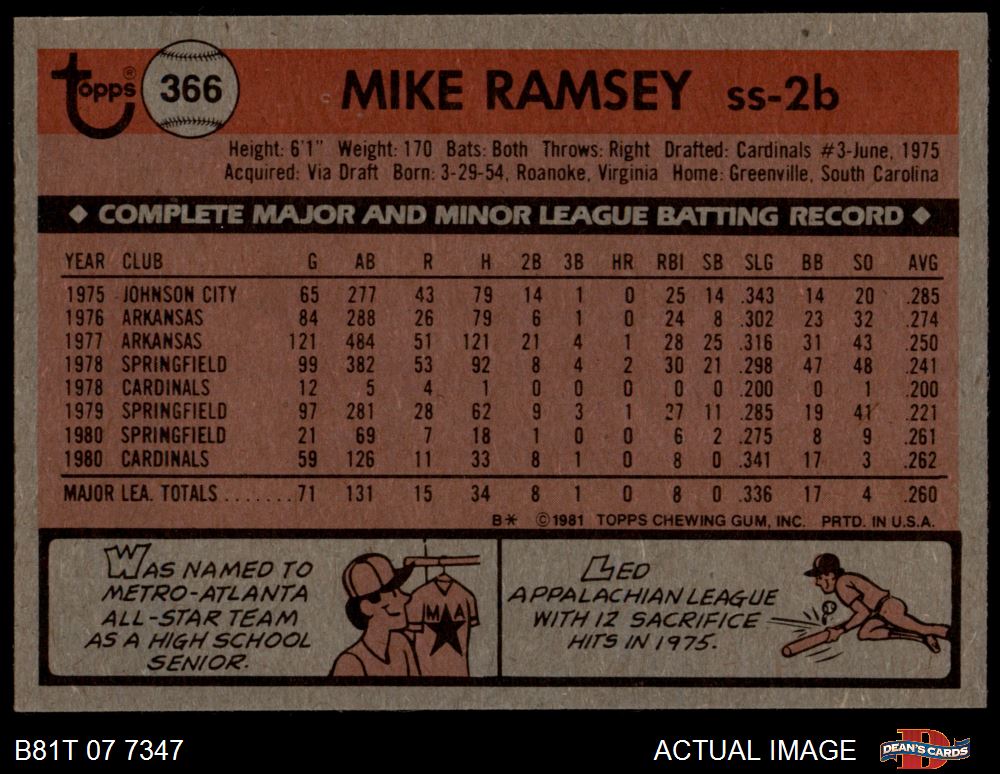 topps® 366 MIKE RAMSEY ss-2b
Height: 6'1" Weight: 170 Bats: Both Throws: Right Drafted: Cardinals #3-June, 1975
Acquired: Via Draft Born: 3-29-54, Roanoke, Virginia Home: Greenville, South Carolina
◆ COMPLETE MAJOR AND MINOR LEAGUE BATTING RECORD ◆
YEAR CLUB G AB R H 2B 3B HR RBI SB SLG BB SO AVG
1975 JOHNSON CITY 65 277 43 79 14 1 0 25 14 .343 14 20 .285
1976 ARKANSAS 84 288 26 79 6 1 0 24 8 .302 23 32 .274
1977 ARKANSAS 121 484 51 121 21 4 1 28 25 .316 31 43 .250
1978 SPRINGFIELD 99 382 53 92 8 4 2 30 21 .298 47 48 .241
1978 CARDINALS 12 5 4 1 0 0 0 0 0 .200 0 1 .200
1979 SPRINGFIELD 97 281 28 62 9 3 1 27 11 .285 19 41 .221
1980 SPRINGFIELD 21 69 7 18 1 0 0 6 2 .275 8 9 .261
1980 CARDINALS 59 126 11 33 8 1 0 8 0 .341 17 3 .262
MAJOR LEA. TOTALS .......71 131 15 34 8 1 0 8 0 .336 17 4 .260
B* ©1981 TOPPS CHEWING GUM, INC. PRTD. IN U.S.A.
WAS NAMED TO
METRO-ATLANTA
ALL-STAR TEAM
AS A HIGH SCHOOL
SENIOR.
MAA
LED
APPALACHIAN LEAGUE
WITH 12 SACRIFICE
HITS IN 1975.
B81T 07 7347 ACTUAL IMAGE DEAN'S CARDS